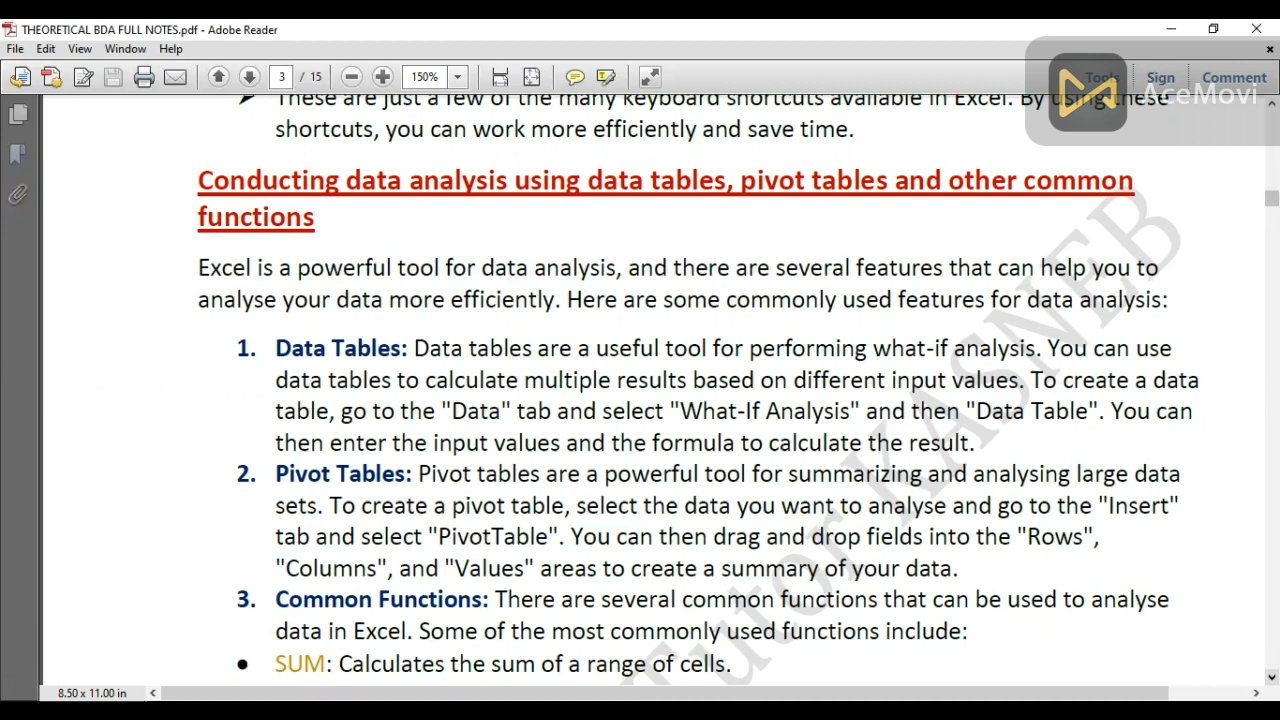 THEORETICAL BDA FULL NOTES.pdf - Adobe Reader
File Edit View Window Help
3 / 15 150% Tools Sign Comment
AceMovi
These are just a few of the many keyboard shortcuts available in Excel. By using these
shortcuts, you can work more efficiently and save time.
Conducting data analysis using data tables, pivot tables and other common
functions
Excel is a powerful tool for data analysis, and there are several features that can help you to
analyse your data more efficiently. Here are some commonly used features for data analysis:
1. Data Tables: Data tables are a useful tool for performing what-if analysis. You can use
data tables to calculate multiple results based on different input values. To create a data
table, go to the "Data" tab and select "What-If Analysis" and then "Data Table". You can
then enter the input values and the formula to calculate the result.
2. Pivot Tables: Pivot tables are a powerful tool for summarizing and analysing large data
sets. To create a pivot table, select the data you want to analyse and go to the "Insert"
tab and select "PivotTable". You can then drag and drop fields into the "Rows",
"Columns", and "Values" areas to create a summary of your data.
3. Common Functions: There are several common functions that can be used to analyse
data in Excel. Some of the most commonly used functions include:
• SUM: Calculates the sum of a range of cells.
Tutor KASNEB
8.50 x 11.00 in